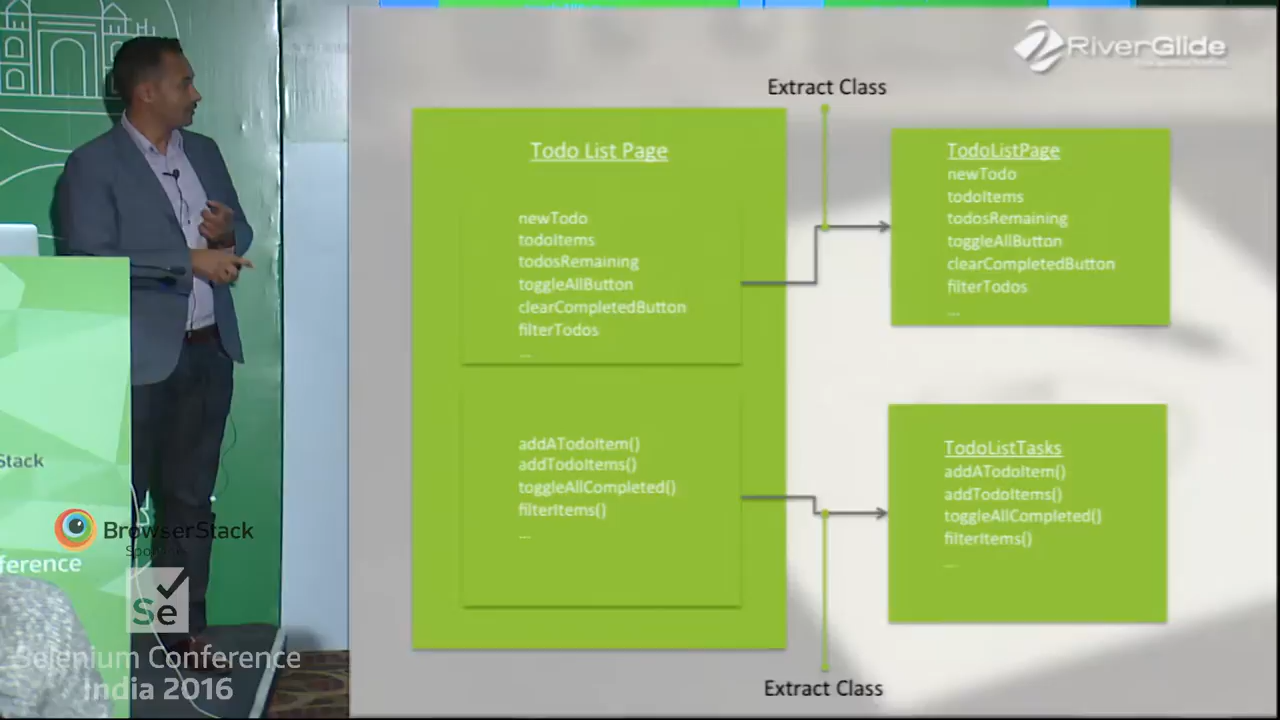 RiverGlide
Extract Class
Todo List Page
newTodo
todoItems
todosRemaining
toggleAllButton
clearCompletedButton
filterTodos
...
addATodoItem()
addTodoItems()
toggleAllCompleted()
filterItems()
...
TodoListPage
newTodo
todoItems
todosRemaining
toggleAllButton
clearCompletedButton
filterTodos
...
TodoListTasks
addATodoItem()
addTodoItems()
toggleAllCompleted()
filterItems()
...
Extract Class
Stack
ference
BrowserStack
Se
Selenium Conference
India 2016